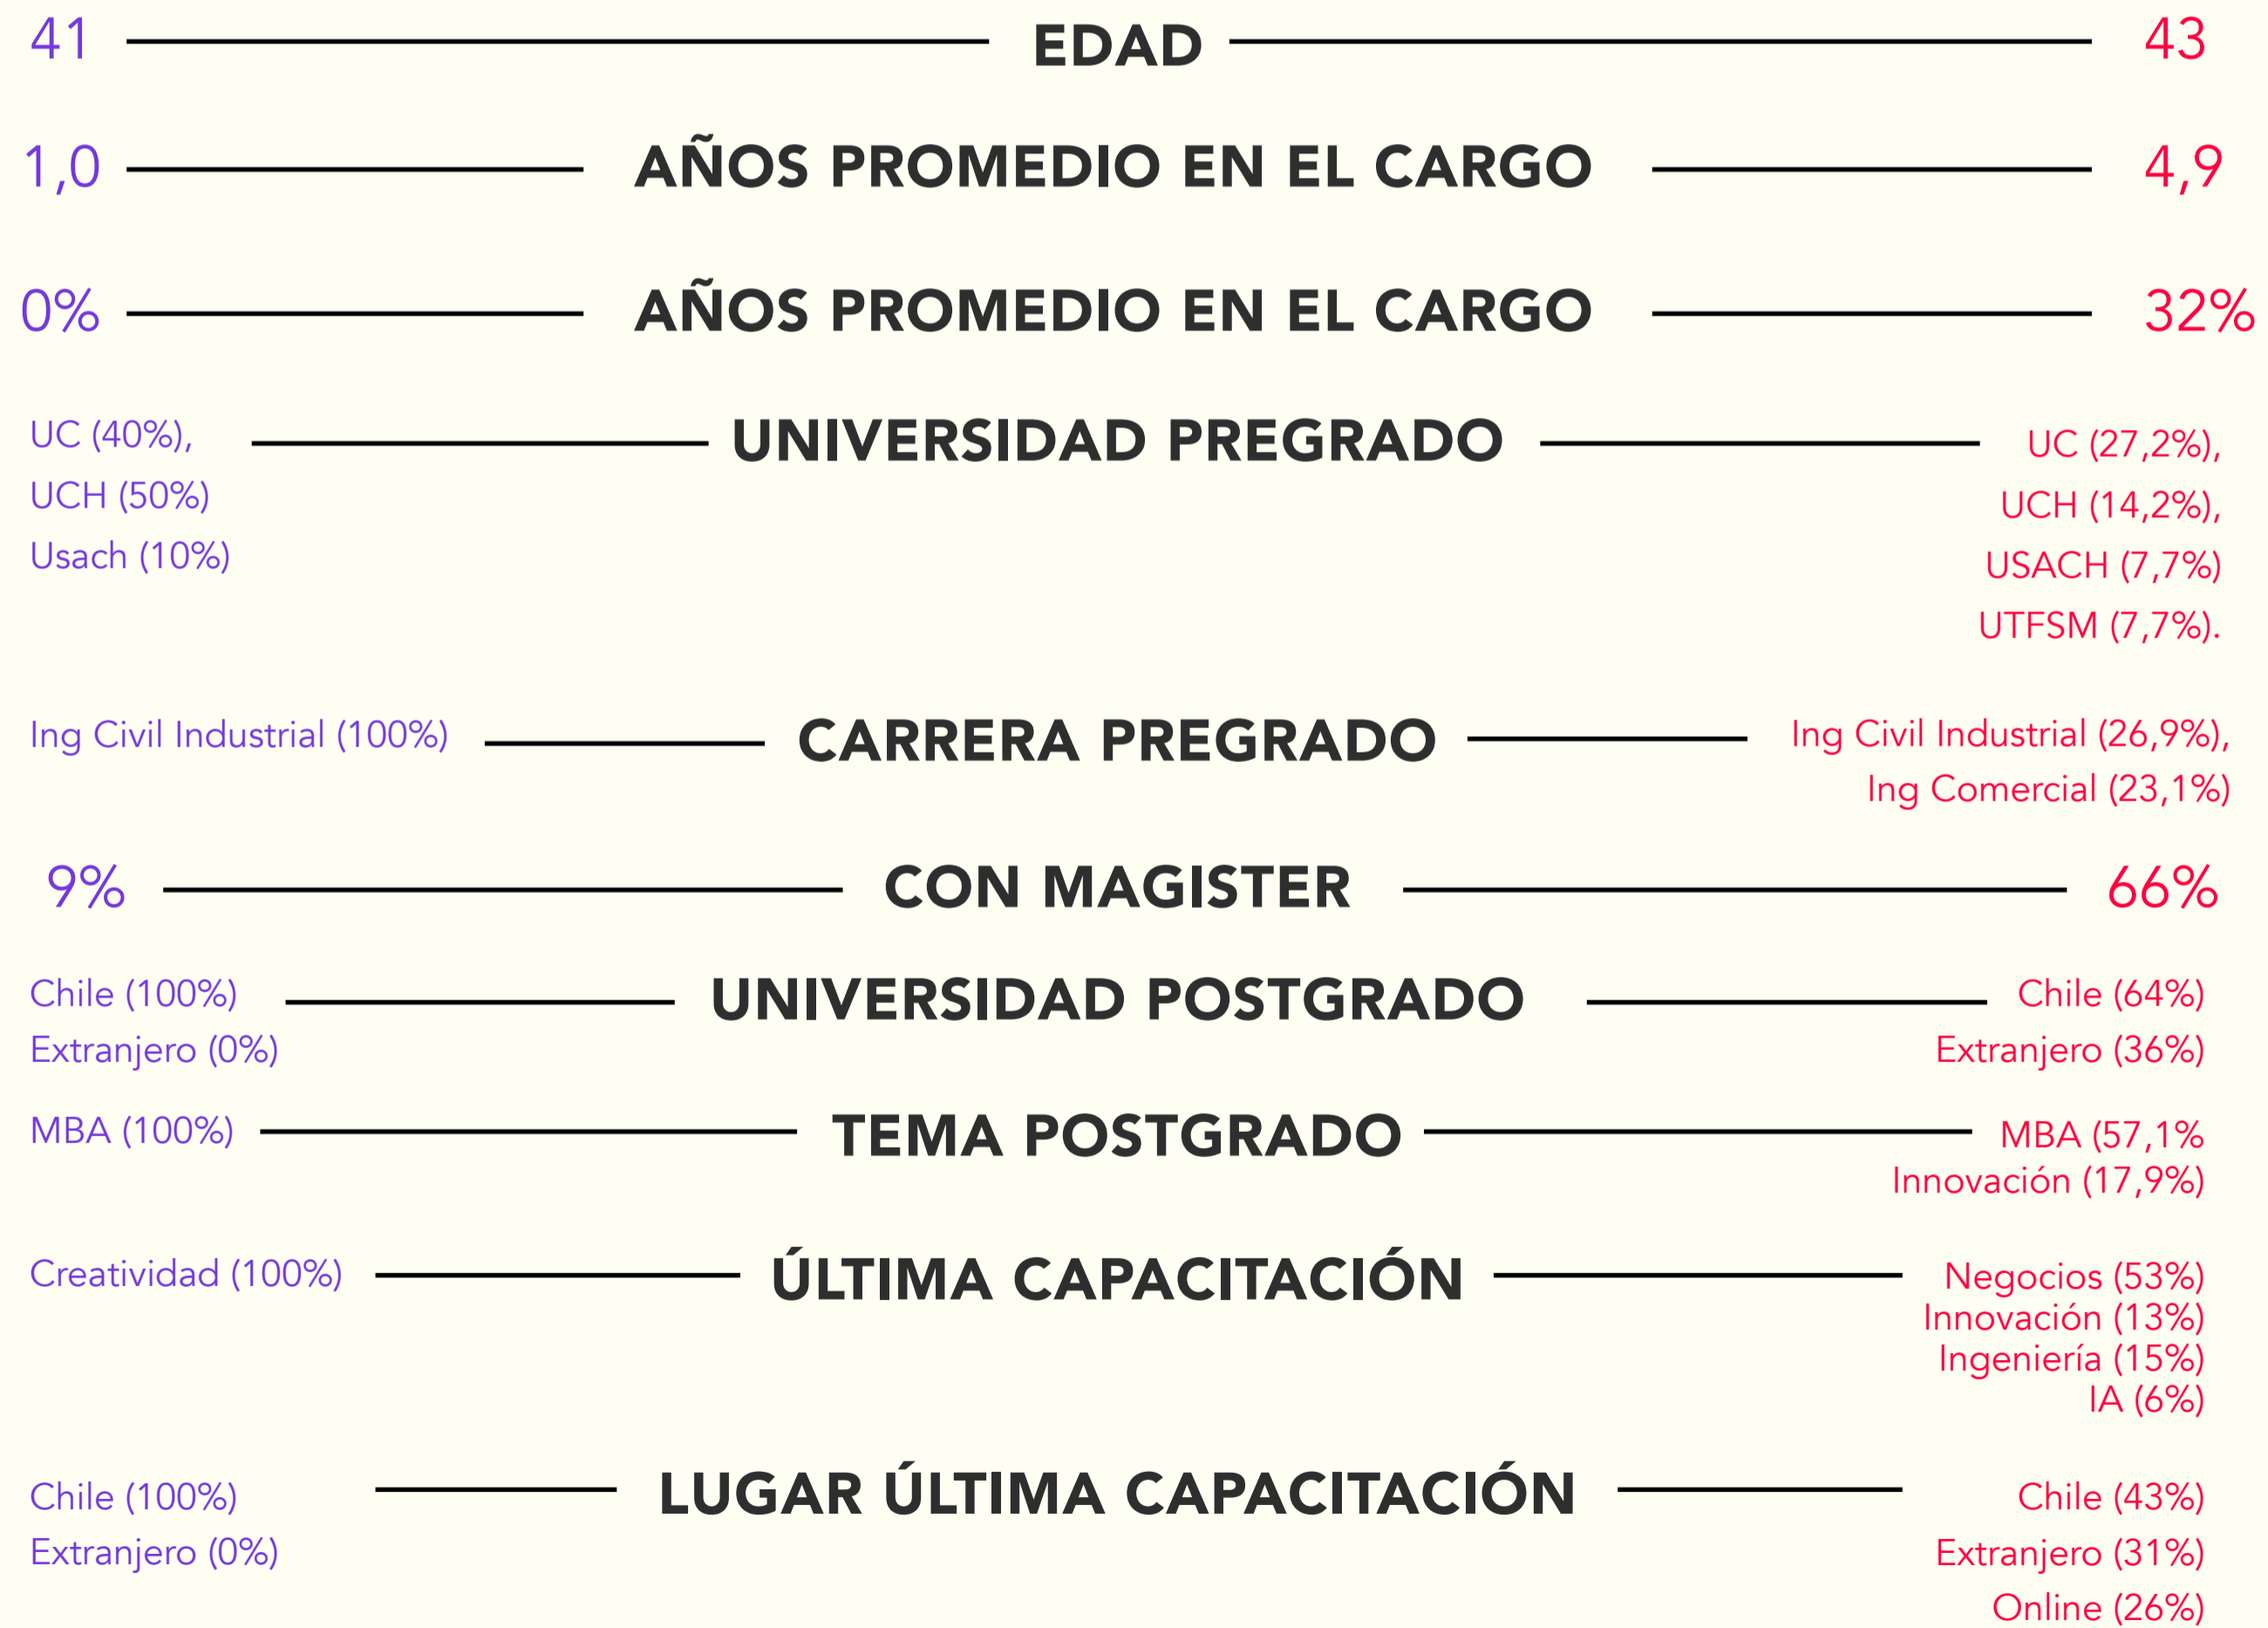 41 EDAD 43
1,0 AÑOS PROMEDIO EN EL CARGO 4,9
0% AÑOS PROMEDIO EN EL CARGO 32%
UC (40%), UNIVERSIDAD PREGRADO UC (27,2%),
UCH (50%) UCH (14,2%),
Usach (10%) USACH (7,7%)
UTFSM (7,7%).
Ing Civil Industrial (100%) CARRERA PREGRADO Ing Civil Industrial (26,9%),
Ing Comercial (23,1%)
9% CON MAGISTER 66%
Chile (100%) UNIVERSIDAD POSTGRADO Chile (64%)
Extranjero (0%) Extranjero (36%)
MBA (100%) TEMA POSTGRADO MBA (57,1%
Innovación (17,9%)
Creatividad (100%) ÚLTIMA CAPACITACIÓN Negocios (53%)
Innovación (13%)
Ingeniería (15%)
IA (6%)
Chile (100%) LUGAR ÚLTIMA CAPACITACIÓN Chile (43%)
Extranjero (0%) Extranjero (31%)
Online (26%)